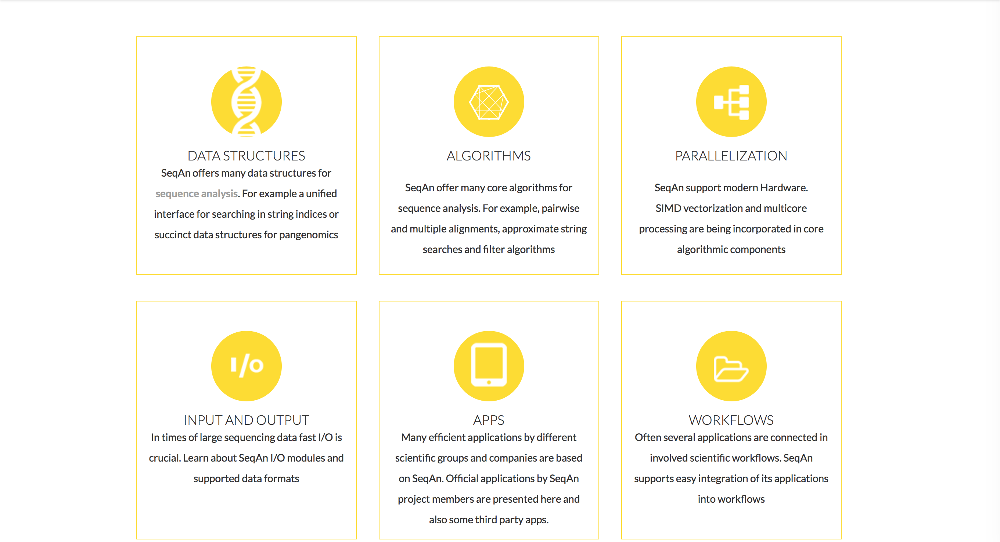 DATA STRUCTURES
SeqAn offers many data structures for
sequence analysis. For example a unified
interface for searching in string indices or
succinct data structures for pangenomics
ALGORITHMS
SeqAn offer many core algorithms for
sequence analysis. For example, pairwise
and multiple alignments, approximate string
searches and filter algorithms
PARALLELIZATION
SeqAn support modern Hardware.
SIMD vectorization and multicore
processing are being incorporated in core
algorithmic components
I/O
INPUT AND OUTPUT
In times of large sequencing data fast I/O is
crucial. Learn about SeqAn I/O modules and
supported data formats
APPS
Many efficient applications by different
scientific groups and companies are based
on SeqAn. Official applications by SeqAn
project members are presented here and
also some third party apps.
WORKFLOWS
Often several applications are connected in
involved scientific workflows. SeqAn
supports easy integration of its applications
into workflows